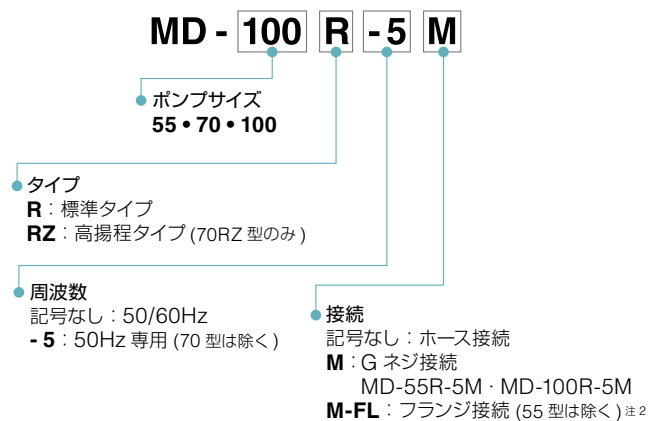 MD - 100 R - 5 M
ポンプサイズ
55 • 70 • 100
タイプ
R：標準タイプ
RZ：高揚程タイプ (70RZ 型のみ )
周波数
記号なし：50/60Hz
- 5：50Hz 専用 (70 型は除く )
接続
記号なし：ホース接続
M：G ネジ接続
MD-55R-5M · MD-100R-5M
M-FL：フランジ接続 (55 型は除く ) 注 2